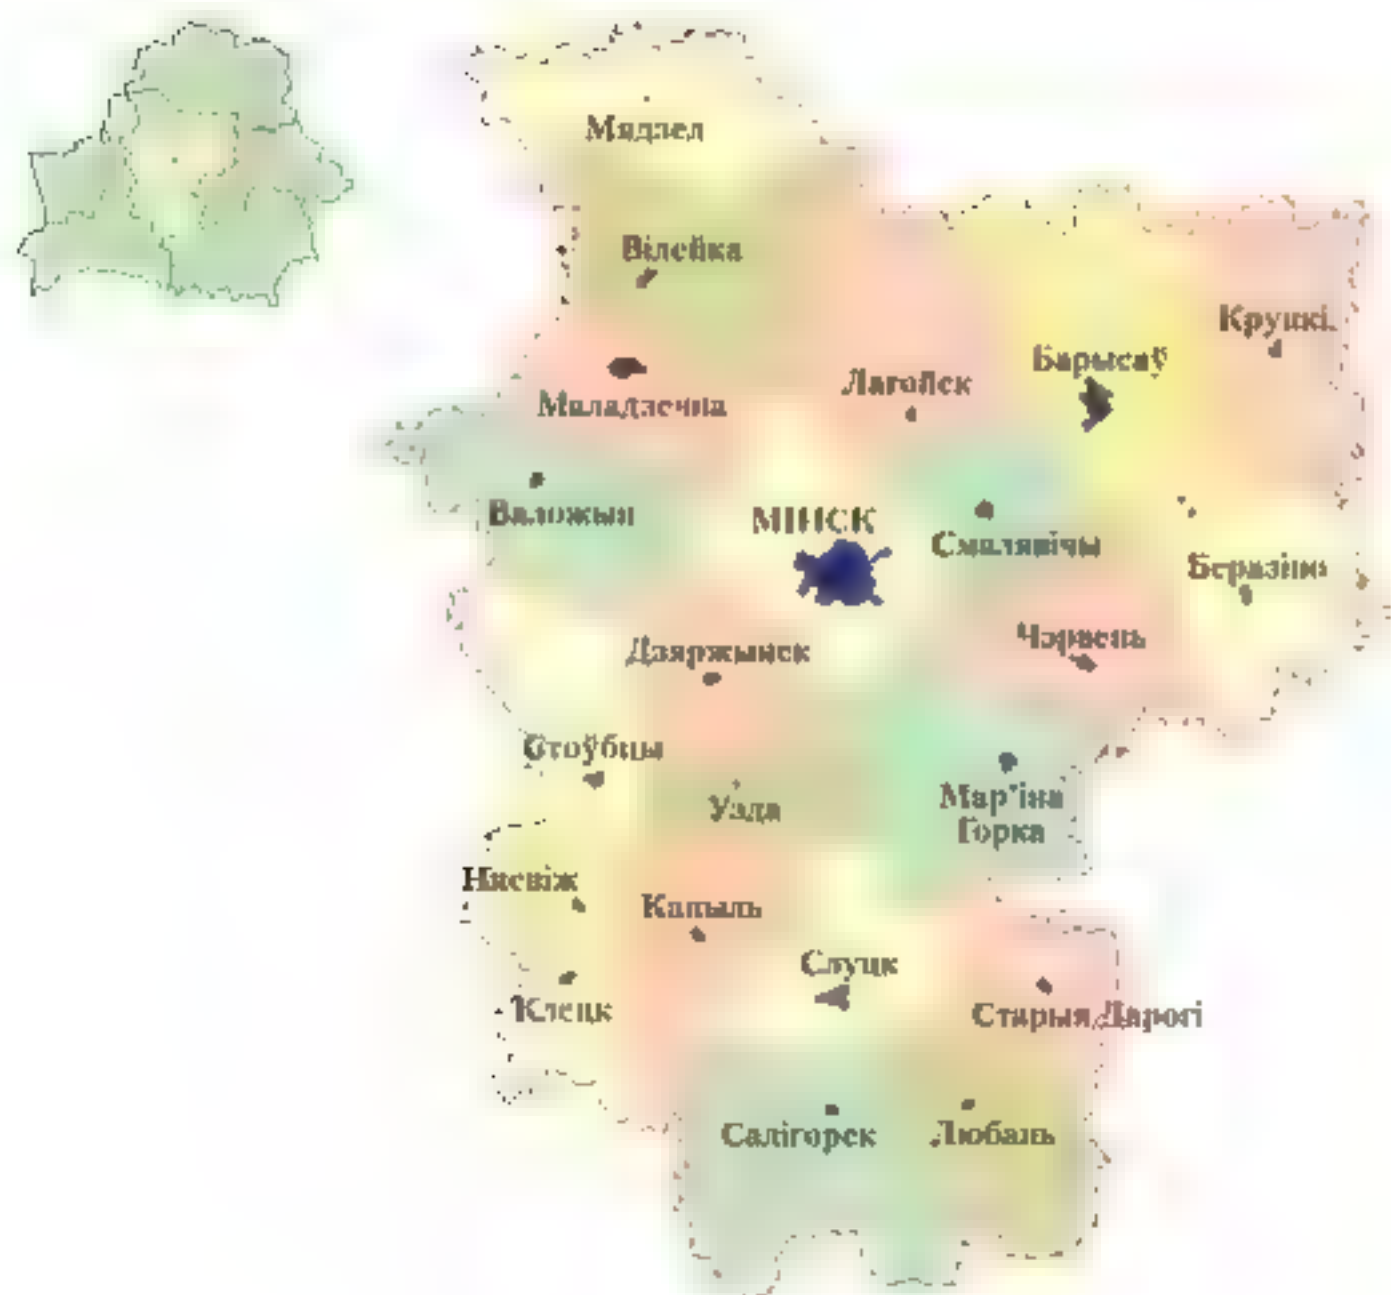 Мядзел
Вілейка
Крупкі
Барысаў
Лагойск
Маладзечна
Валожын
МІНСК
Смалявічы
Беразіно
Чэрвень
Дзяржынск
Стоўбцы
Узда
Мар'іна
Горка
Нясвіж
Капыль
Слуцк
Клецк
Старыя Дарогі
Салігорск
Любань